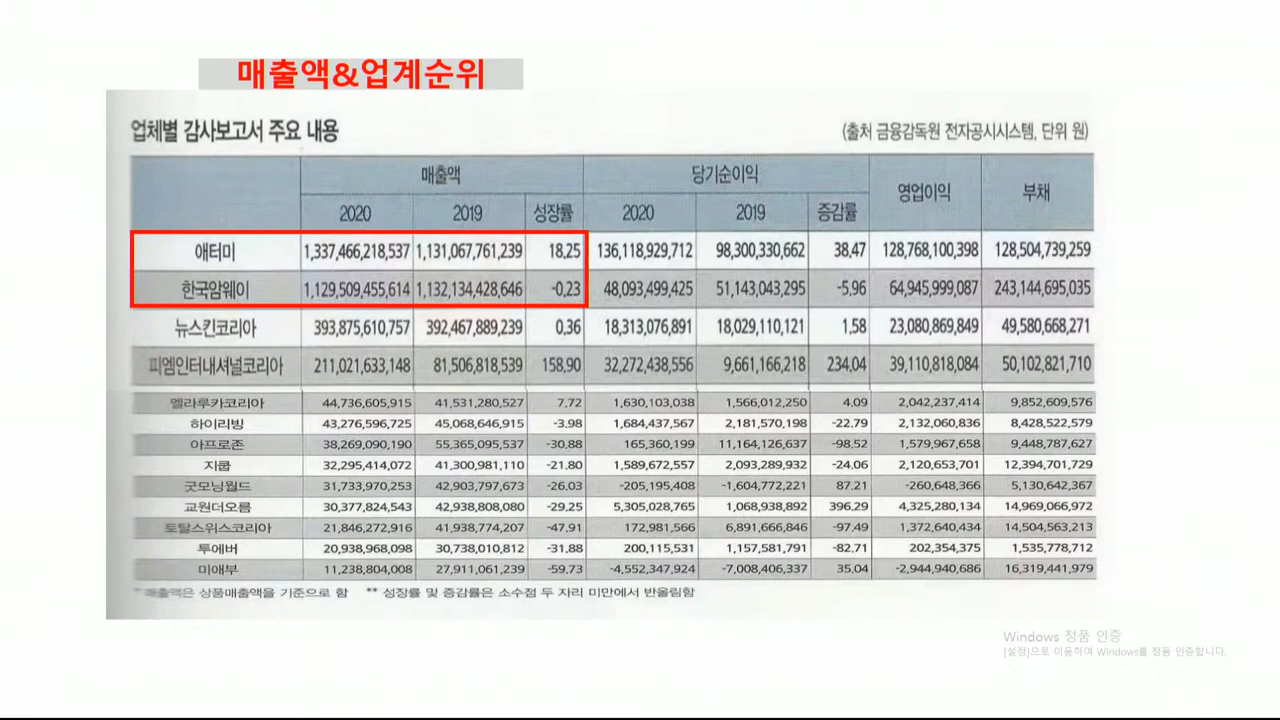 매출액&업계순위
업체별 감사보고서 주요 내용 (출처 금융감독원 전자공시시스템, 단위 원)
매출액 당기순이익 영업이익 부채
2020 2019 성장률 2020 2019 증감률
애터미 1,337,466,218,537 1,131,067,761,239 18.25 136,118,929,712 98,300,330,662 38.47 128,768,100,398 128,504,739,259
한국암웨이 1,129,509,455,614 1,132,134,428,646 -0.23 48,093,499,425 51,143,043,295 -5.96 64,945,999,087 243,144,695,035
뉴스킨코리아 393,875,610,757 392,467,889,239 0.36 18,313,076,891 18,029,110,121 1.58 23,080,869,849 49,580,668,271
피엠인터내셔널코리아 211,021,633,148 81,506,818,539 158.90 32,272,438,556 9,661,166,218 234.04 39,110,818,084 50,102,821,710
멜라루카코리아 44,736,605,915 41,531,280,527 7.72 1,630,103,038 1,566,012,250 4.09 2,042,237,414 9,852,609,576
하이리빙 43,276,596,725 45,068,646,915 -3.98 1,684,437,567 2,181,570,198 -22.79 2,132,060,836 8,428,522,579
아프로존 38,269,090,190 55,365,095,537 -30.88 165,360,199 11,164,126,637 -98.52 1,579,967,658 9,448,787,627
지쿱 32,295,414,072 41,300,981,110 -21.80 1,589,672,557 2,093,289,932 -24.06 2,120,653,701 12,394,701,729
굿모닝월드 31,733,970,253 42,903,797,673 -26.03 -205,195,408 -1,604,772,221 87.21 -260,648,366 5,130,642,367
교원더오름 30,377,824,543 42,938,808,080 -29.25 5,305,028,765 1,068,938,892 396.29 4,325,280,134 14,969,066,972
토탈스위스코리아 21,846,272,916 41,938,774,207 -47.91 172,981,566 6,891,666,846 -97.49 1,372,640,434 14,504,563,213
투에버 20,938,968,098 30,738,010,812 -31.88 200,115,531 1,157,581,791 -82.71 202,354,375 1,535,778,712
미애부 11,238,804,008 27,911,061,239 -59.73 -4,552,347,924 -7,008,406,337 35.04 -2,944,940,686 16,319,441,979
* 매출액은 상품매출액을 기준으로 함 ** 성장률 및 증감률은 소수점 두 자리 미만에서 반올림함
Windows 정품 인증
[설정]으로 이동하여 Windows를 정품 인증합니다.